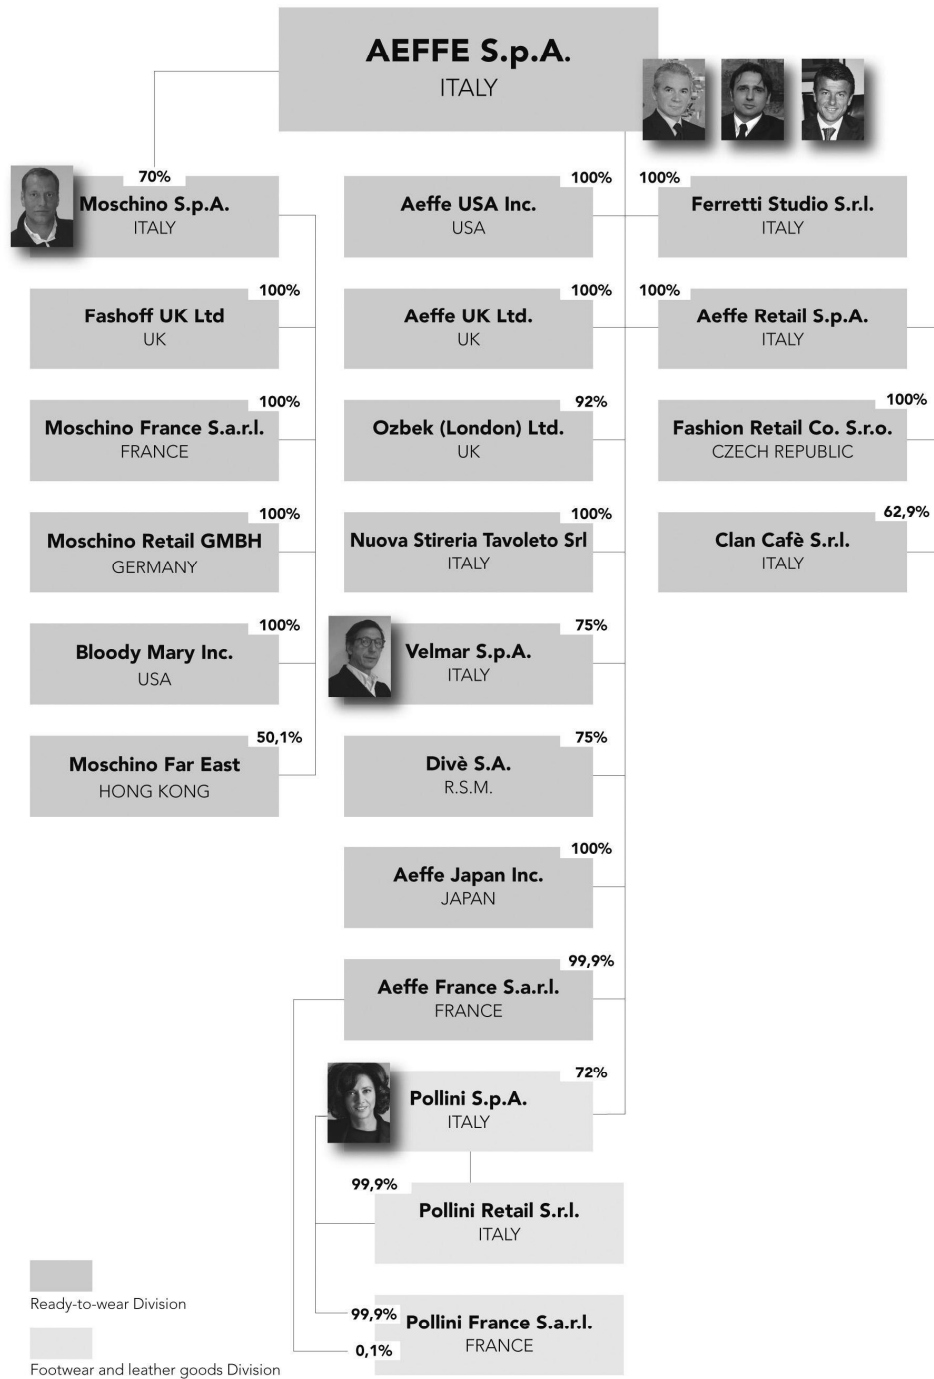 AEFFE S.p.A.
ITALY
70%
Moschino S.p.A.
ITALY
100%
Fashoff UK Ltd
UK
100%
Moschino France S.a.r.l.
FRANCE
100%
Moschino Retail GMBH
GERMANY
100%
Bloody Mary Inc.
USA
50,1%
Moschino Far East
HONG KONG
100%
Aeffe USA Inc.
USA
100%
Aeffe UK Ltd.
UK
92%
Ozbek (London) Ltd.
UK
100%
Nuova Stireria Tavoleto Srl
ITALY
75%
Velmar S.p.A.
ITALY
75%
Divè S.A.
R.S.M.
100%
Aeffe Japan Inc.
JAPAN
99,9%
Aeffe France S.a.r.l.
FRANCE
72%
Pollini S.p.A.
ITALY
99,9%
Pollini Retail S.r.l.
ITALY
99,9%
Pollini France S.a.r.l.
FRANCE
0,1%
100%
Ferretti Studio S.r.l.
ITALY
100%
Aeffe Retail S.p.A.
ITALY
100%
Fashion Retail Co. S.r.o.
CZECH REPUBLIC
62,9%
Clan Cafè S.r.l.
ITALY
Ready-to-wear Division
Footwear and leather goods Division